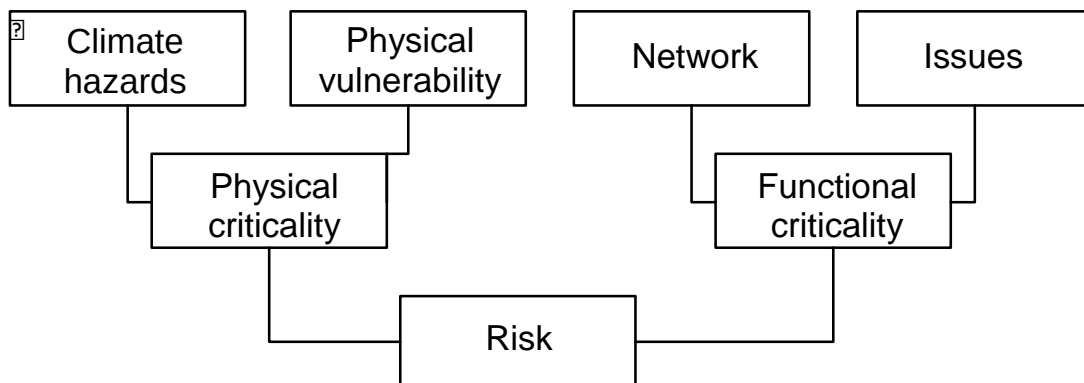 Climate
hazards
Physical
vulnerability
Network
Issues
Physical
criticality
Functional
criticality
Risk